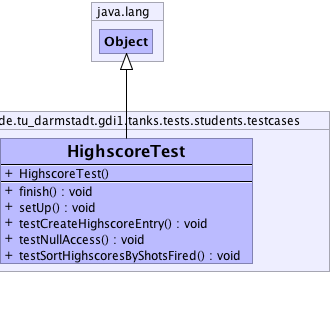 java.lang
Object
de.tu_darmstadt.gdi1.tanks.tests.students.testcases
HighscoreTest
+ HighscoreTest()
+ finish() : void
+ setUp() : void
+ testCreateHighscoreEntry() : void
+ testNullAccess() : void
+ testSortHighscoresByShotsFired() : void